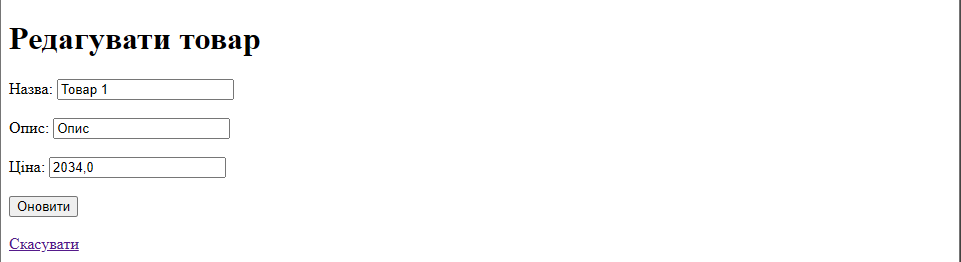 Редагувати товар
Назва: Товар 1
Опис: Опис
Ціна: 2034,0
Оновити
Скасувати